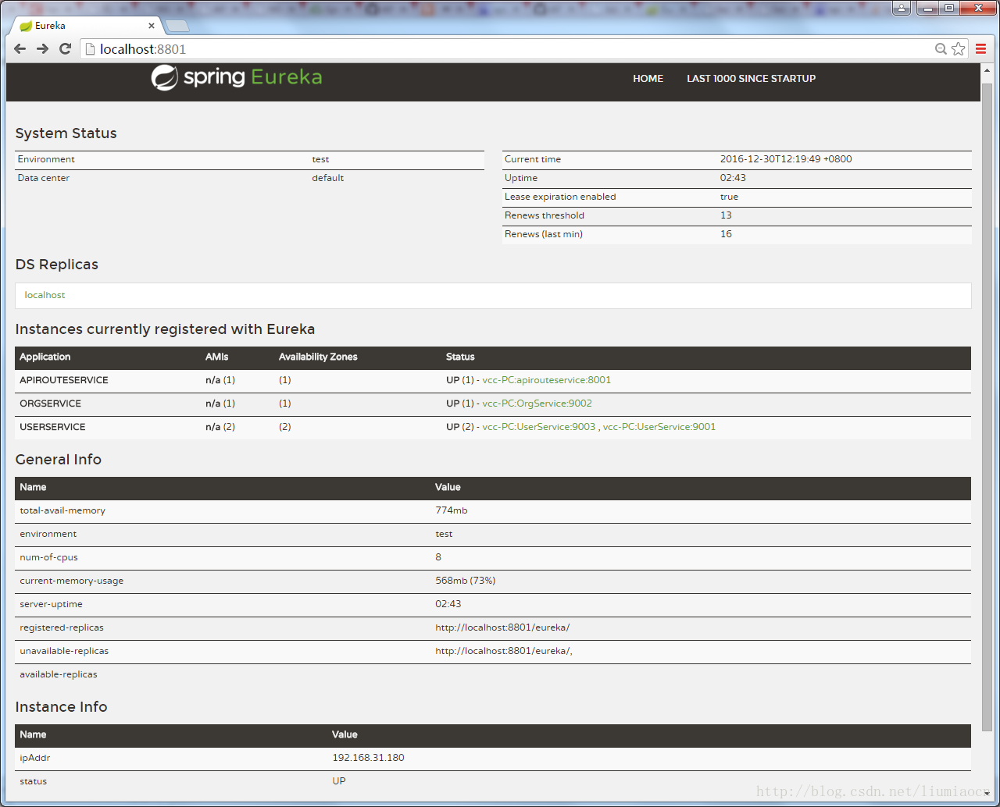 Eureka
localhost:8801
spring Eureka
HOME LAST 1000 SINCE STARTUP
System Status
Environment test
Data center default
Current time 2016-12-30T12:19:49 +0800
Uptime 02:43
Lease expiration enabled true
Renews threshold 13
Renews (last min) 16
DS Replicas
localhost
Instances currently registered with Eureka
Application AMIs Availability Zones Status
APIROUTESERVICE n/a (1) (1) UP (1) - vcc-PC:apirouteservice:8001
ORGSERVICE n/a (1) (1) UP (1) - vcc-PC:OrgService:9002
USERSERVICE n/a (2) (2) UP (2) - vcc-PC:UserService:9003 , vcc-PC:UserService:9001
General Info
Name Value
total-avail-memory 774mb
environment test
num-of-cpus 8
current-memory-usage 568mb (73%)
server-uptime 02:43
registered-replicas http://localhost:8801/eureka/
unavailable-replicas http://localhost:8801/eureka/,
available-replicas
Instance Info
Name Value
ipAddr 192.168.31.180
status UP
http://blog.csdn.net/liumiaocn